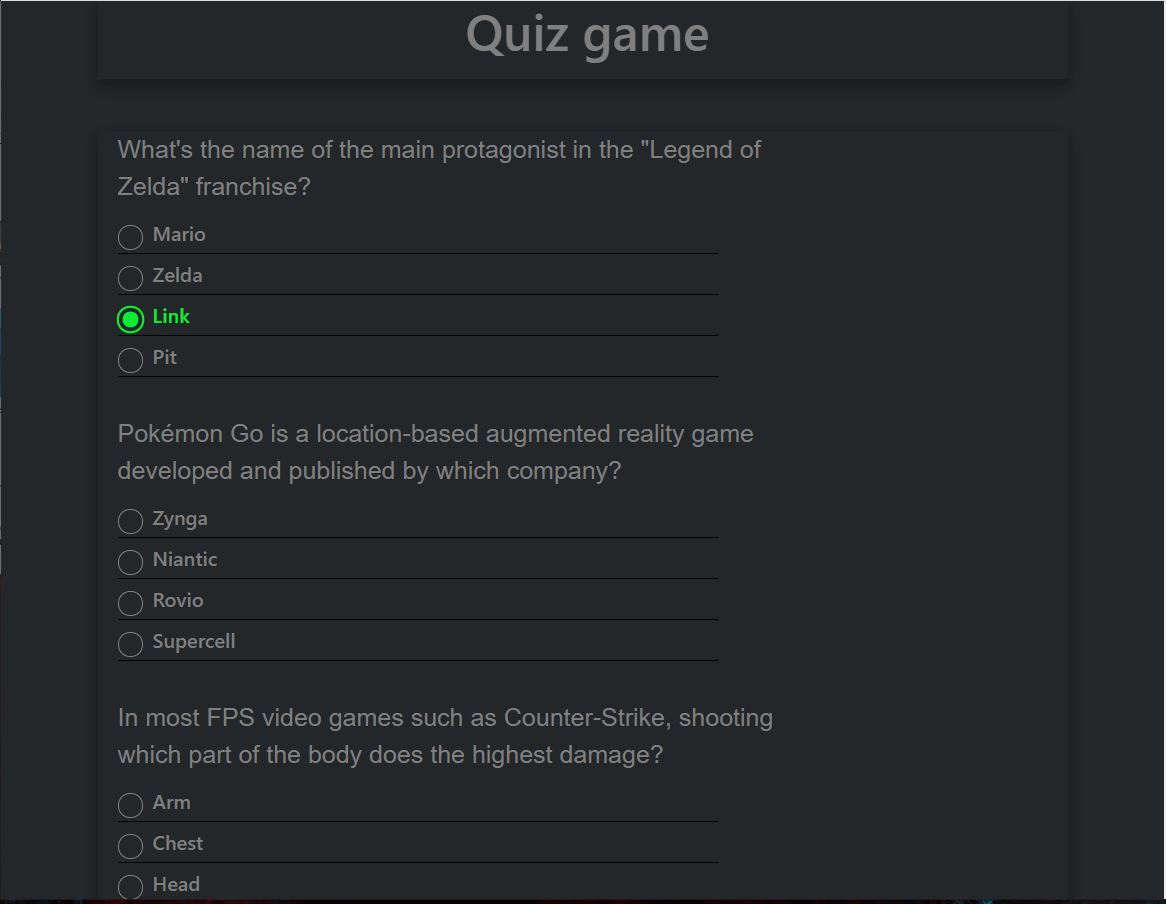 Quiz game
What's the name of the main protagonist in the "Legend of
Zelda" franchise?
Mario
Zelda
Link
Pit
Pokémon Go is a location-based augmented reality game
developed and published by which company?
Zynga
Niantic
Rovio
Supercell
In most FPS video games such as Counter-Strike, shooting
which part of the body does the highest damage?
Arm
Chest
Head